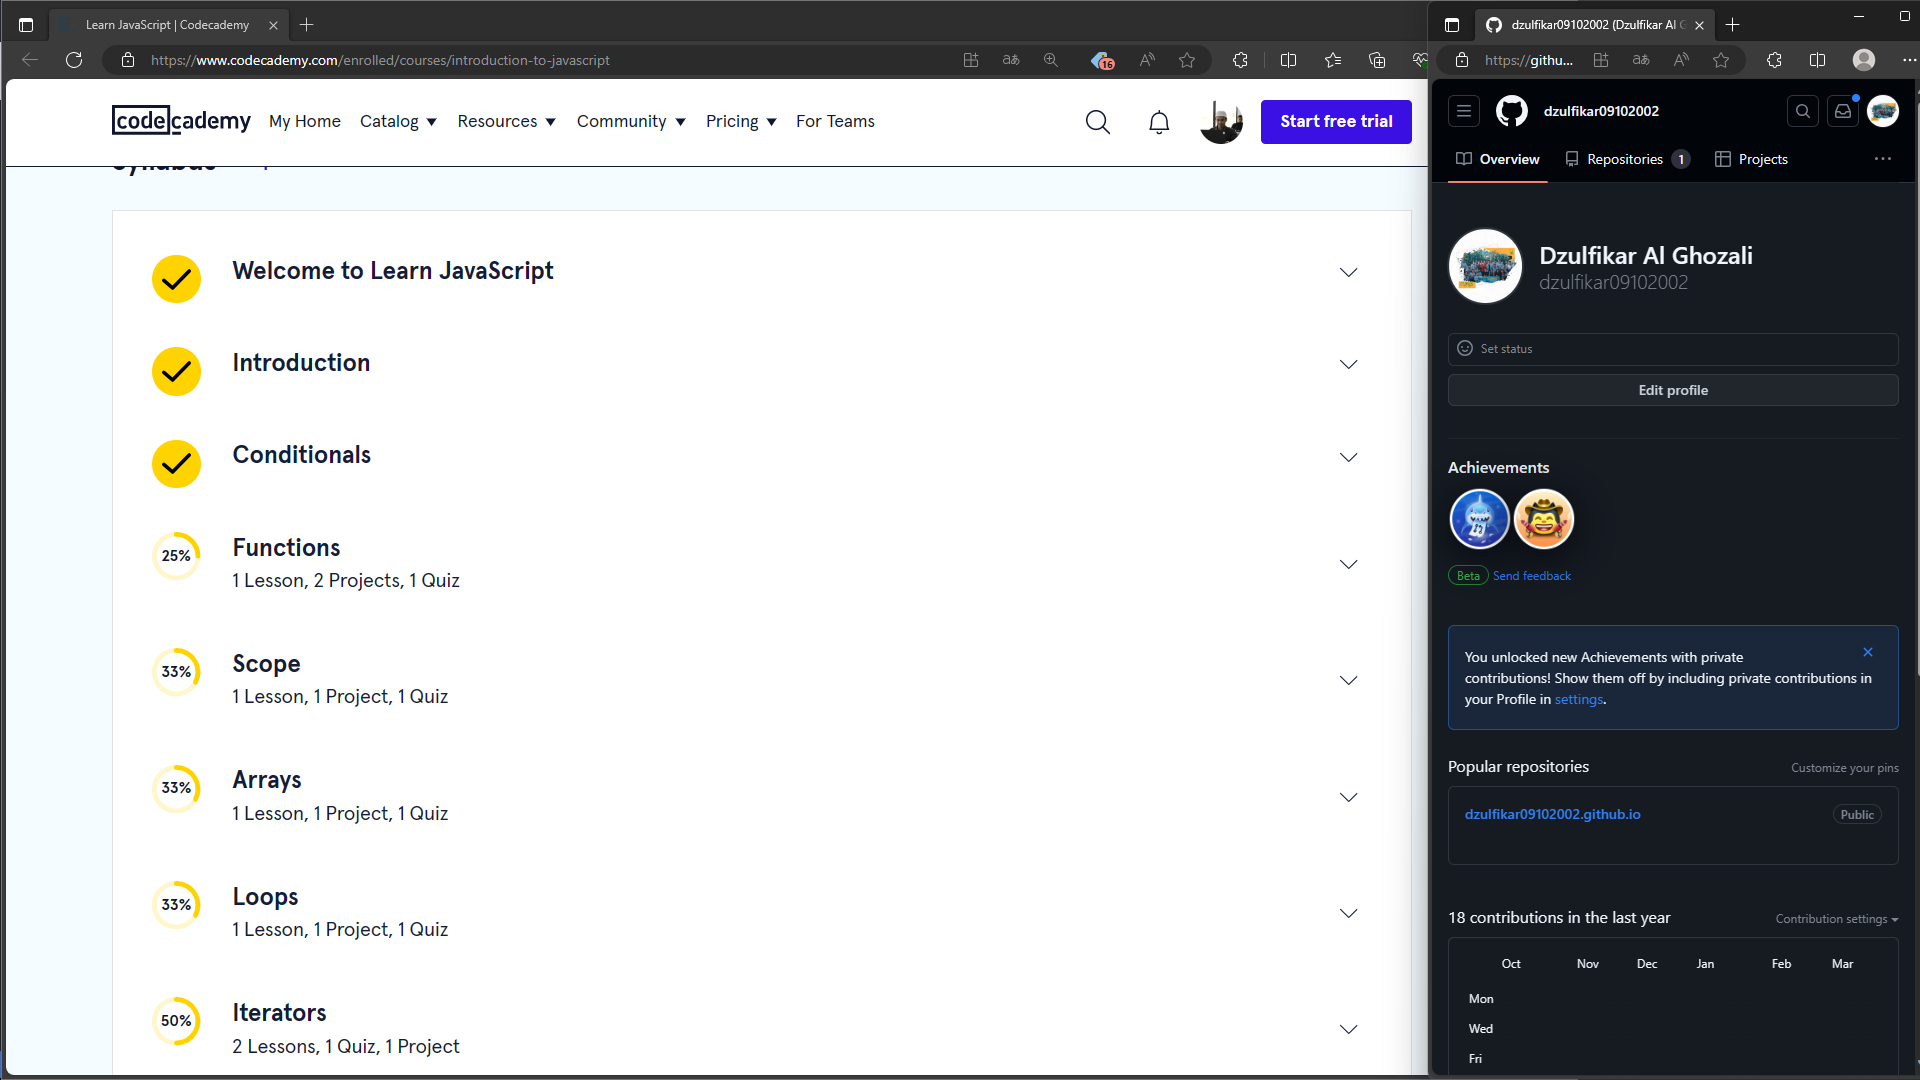 Learn JavaScript | Codecademy
https://www.codecademy.com/enrolled/courses/introduction-to-javascript
16
codecademy
My Home
Catalog
Resources
Community
Pricing
For Teams
Start free trial
Syllabus
Welcome to Learn JavaScript
Introduction
Conditionals
25%
Functions
1 Lesson, 2 Projects, 1 Quiz
33%
Scope
1 Lesson, 1 Project, 1 Quiz
33%
Arrays
1 Lesson, 1 Project, 1 Quiz
33%
Loops
1 Lesson, 1 Project, 1 Quiz
50%
Iterators
2 Lessons, 1 Quiz, 1 Project
dzulfikar09102002 (Dzulfikar Al G
https://githu...
dzulfikar09102002
Overview
Repositories 1
Projects
Dzulfikar Al Ghozali
dzulfikar09102002
Set status
Edit profile
Achievements
Beta Send feedback
You unlocked new Achievements with private
contributions! Show them off by including private contributions in
your Profile in settings.
Popular repositories
Customize your pins
dzulfikar09102002.github.io
Public
18 contributions in the last year
Contribution settings
Oct Nov Dec Jan Feb Mar
Mon
Wed
Fri